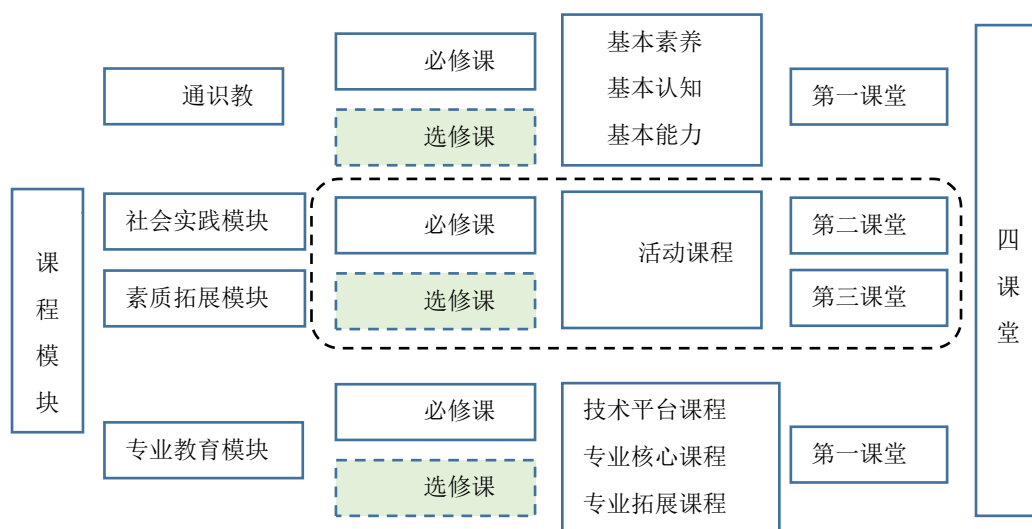 课程模块
通识教
必修课
选修课
基本素养
基本认知
基本能力
第一课堂
社会实践模块
素质拓展模块
必修课
选修课
活动课程
第二课堂
第三课堂
专业教育模块
必修课
选修课
技术平台课程
专业核心课程
专业拓展课程
第一课堂
四课堂